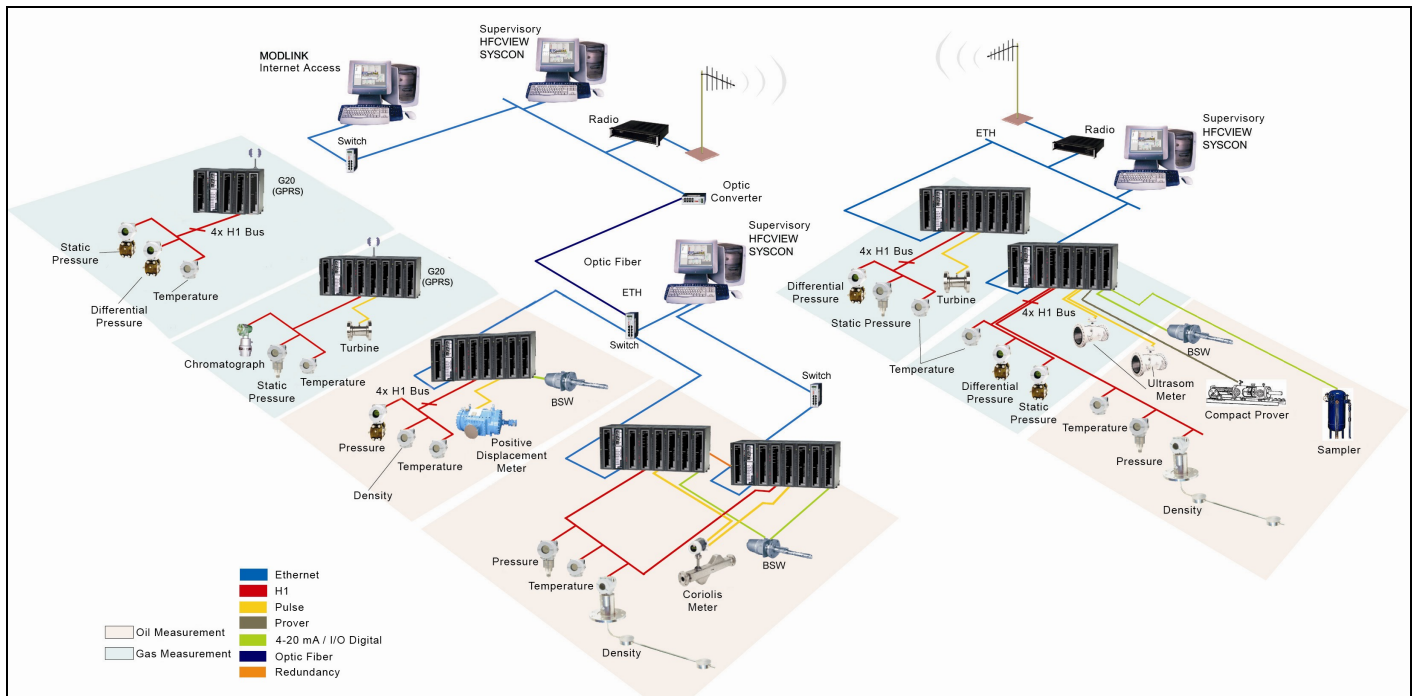 Supervisory
HFCVIEW
SYSCON
MODLINK
Internet Access
Switch
Radio
Optic
Converter
Supervisory
HFCVIEW
SYSCON
Optic Fiber
ETH
Switch
Switch
G20
(GPRS)
4x H1 Bus
Static
Pressure
Differential
Pressure
Temperature
G20
(GPRS)
Chromatograph
Static
Pressure
Temperature
Turbine
4x H1 Bus
Pressure
Density
Temperature
Positive
Displacement
Meter
BSW
Pressure
Temperature
Density
Coriolis
Meter
BSW
ETH
Radio
Supervisory
HFCVIEW
SYSCON
4x H1 Bus
Differential
Pressure
Static Pressure
Turbine
Temperature
4x H1 Bus
Differential
Pressure
Static
Pressure
Temperature
Pressure
Density
Ultrasom
Meter
BSW
Compact Prover
Sampler
Oil Measurement
Gas Measurement
Ethernet
H1
Pulse
Prover
4-20 mA / I/O Digital
Optic Fiber
Redundancy